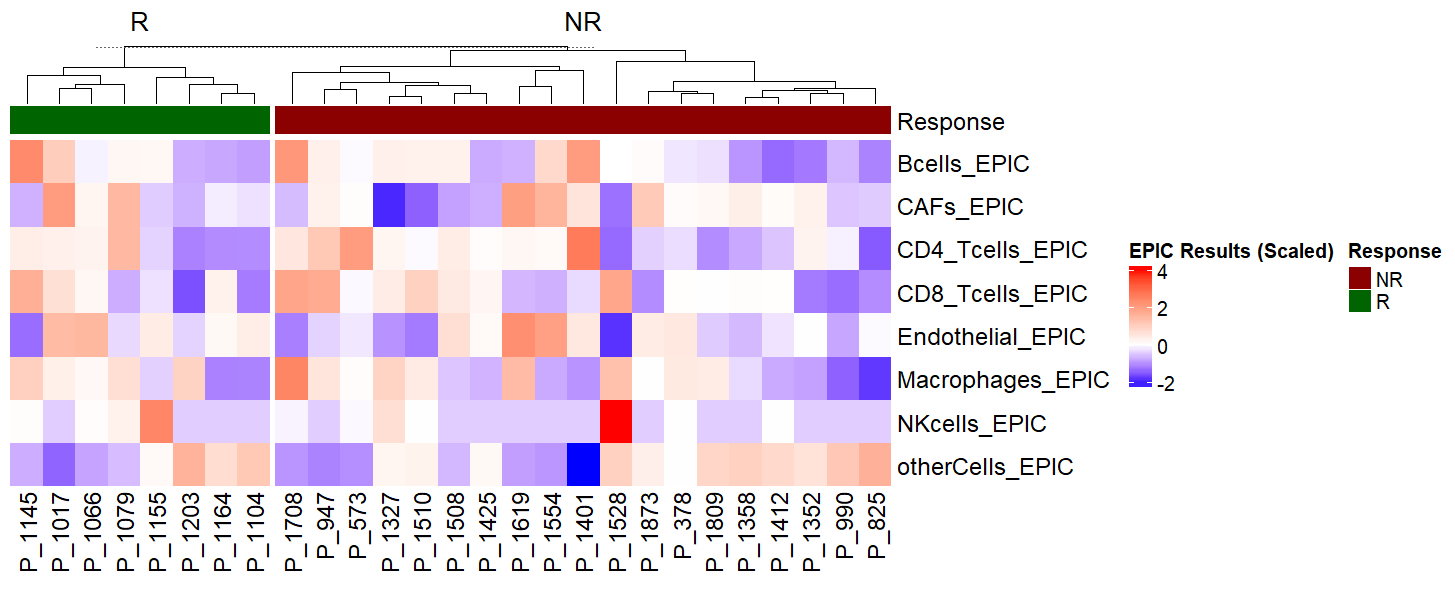 R NR
Response
Bcells_EPIC
CAFs_EPIC
CD4_Tcells_EPIC
CD8_Tcells_EPIC
Endothelial_EPIC
Macrophages_EPIC
NKcells_EPIC
otherCells_EPIC
P_1145 P_1017 P_1066 P_1079 P_1155 P_1203 P_1164 P_1104 P_1708 P_947 P_573 P_1327 P_1510 P_1508 P_1425 P_1619 P_1554 P_1401 P_1528 P_1873 P_378 P_1809 P_1358 P_1412 P_1352 P_990 P_825
EPIC Results (Scaled)
4
2
0
-2
Response
NR
R